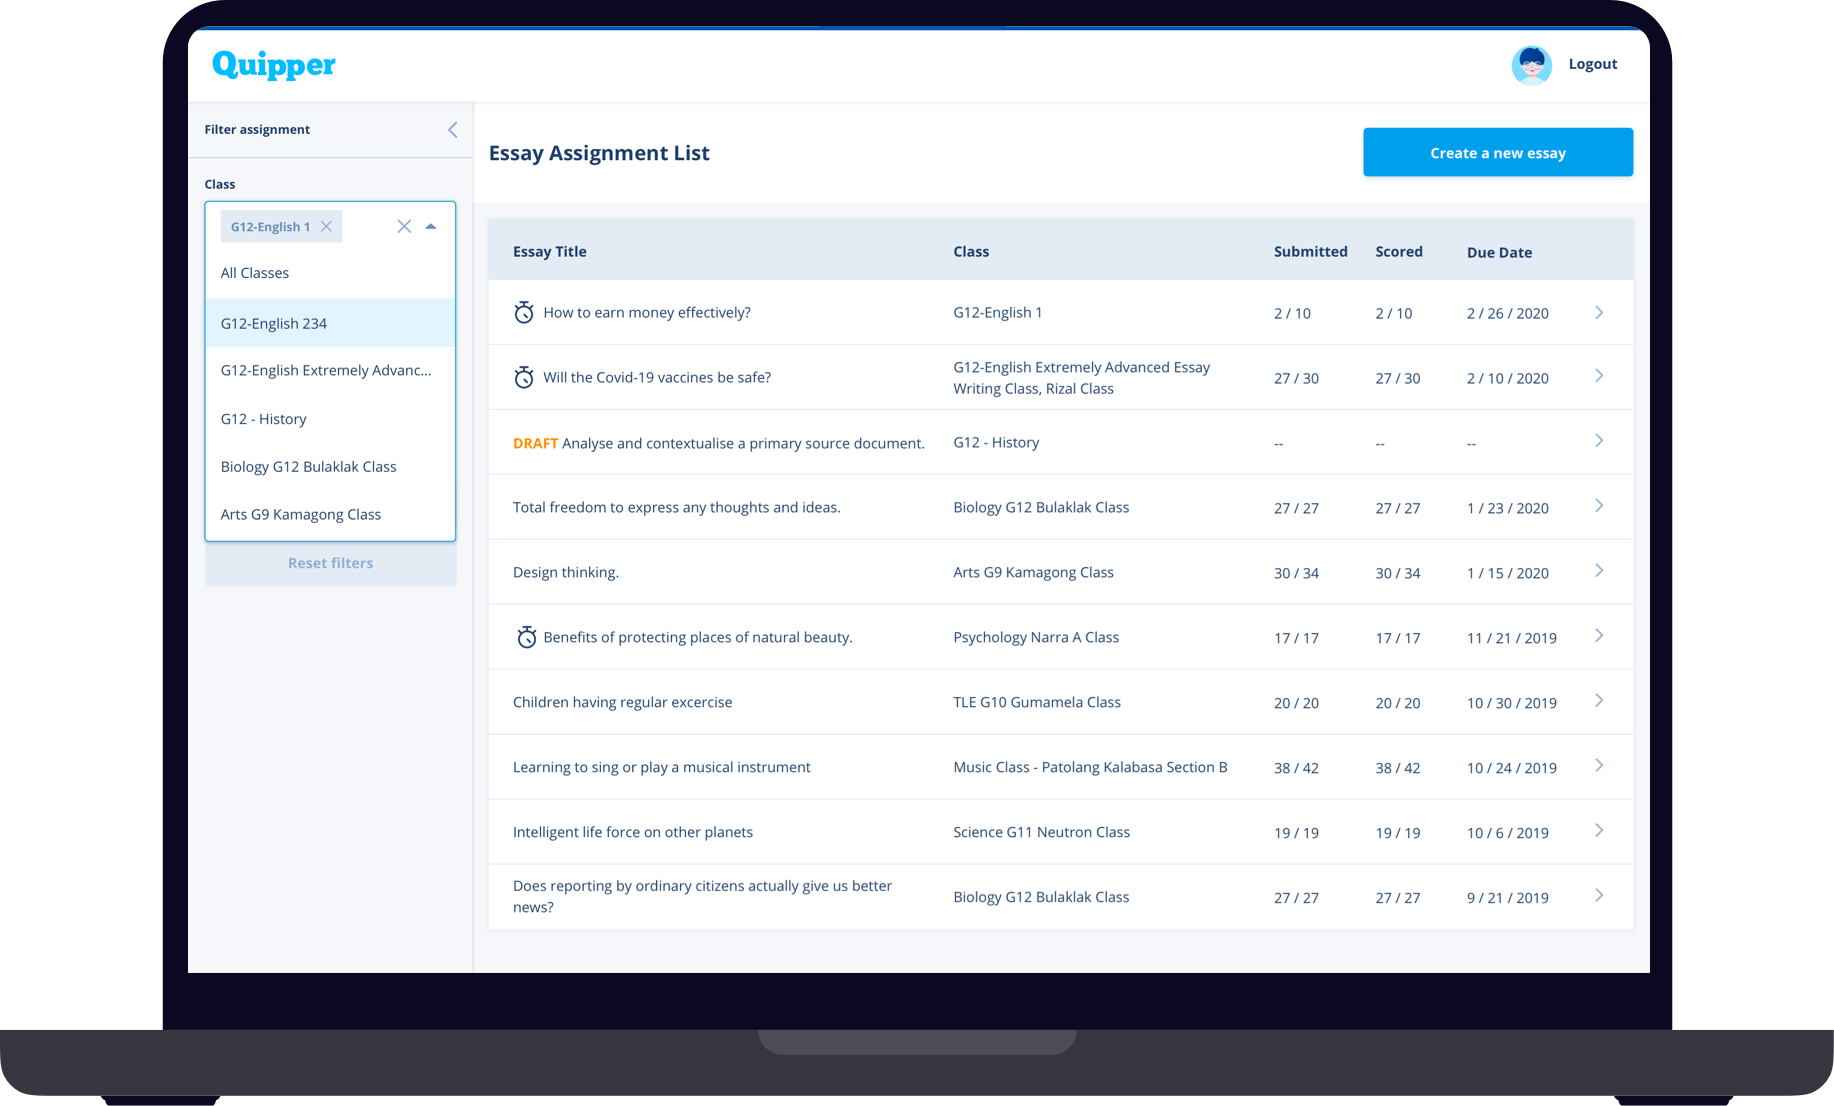 Quipper
Logout
Filter assignment
Class
G12-English 1
All Classes
G12-English 234
G12-English Extremely Advanc...
G12 - History
Biology G12 Bulaklak Class
Arts G9 Kamagong Class
Reset filters
Essay Assignment List
Create a new essay
Essay Title Class Submitted Scored Due Date
How to earn money effectively? G12-English 1 2 / 10 2 / 10 2 / 26 / 2020
Will the Covid-19 vaccines be safe? G12-English Extremely Advanced Essay
Writing Class, Rizal Class 27 / 30 27 / 30 2 / 10 / 2020
DRAFT Analyse and contextualise a primary source document. G12 - History -- -- --
Total freedom to express any thoughts and ideas. Biology G12 Bulaklak Class 27 / 27 27 / 27 1 / 23 / 2020
Design thinking. Arts G9 Kamagong Class 30 / 34 30 / 34 1 / 15 / 2020
Benefits of protecting places of natural beauty. Psychology Narra A Class 17 / 17 17 / 17 11 / 21 / 2019
Children having regular excercise TLE G10 Gumamela Class 20 / 20 20 / 20 10 / 30 / 2019
Learning to sing or play a musical instrument Music Class - Patolang Kalabasa Section B 38 / 42 38 / 42 10 / 24 / 2019
Intelligent life force on other planets Science G11 Neutron Class 19 / 19 19 / 19 10 / 6 / 2019
Does reporting by ordinary citizens actually give us better
news? Biology G12 Bulaklak Class 27 / 27 27 / 27 9 / 21 / 2019